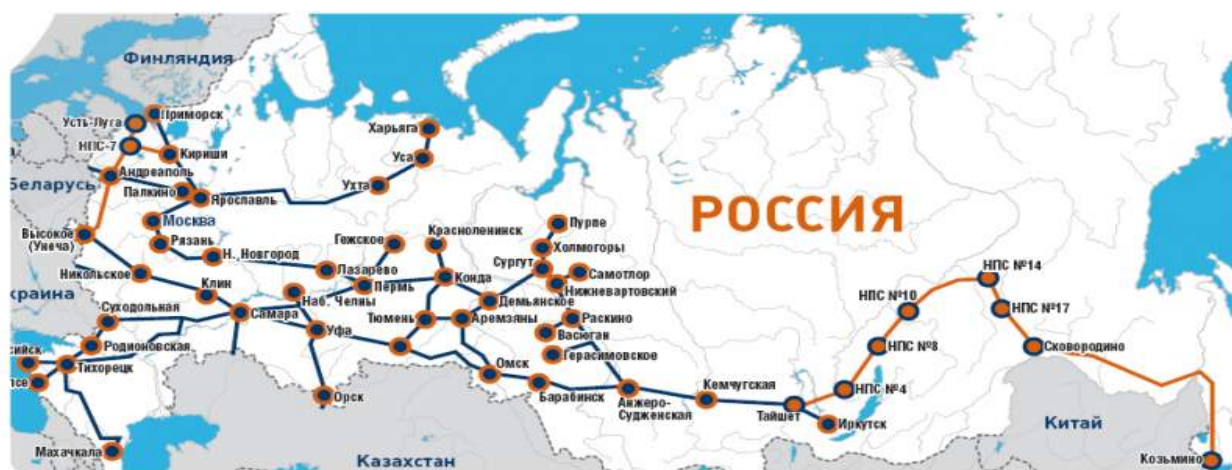 Финляндия
Приморск
Усть-Луга
Харьяга
НПС-7
Кириши
Уса
Андреаполь
Беларусь
Палкино
Ухта
Ярославль
РОССИЯ
Москва
Пурпе
Высокое
(Унеча)
Рязань
Гежское
Красноленинск
Холмогоры
Н. Новгород
Сургут
НПС №14
Никольское
Лазарево
Конда
Самотлор
Клин
Пермь
Нижневартовский
краина
Наб. Челны
Демьянское
НПС №10
Суходольная
Самара
Тюмень
Аремзяны
Раскино
НПС №17
Уфа
Васюган
Родионовская
НПС №8
Сковородино
сийск
Герасимовское
Тихорецк
Омск
псе
Кемчугская
НПС №4
Орск
Барабинск
Анжеро-
Судженская
Тайшет
Иркутск
Китай
Махачкала
Казахстан
Козьмино